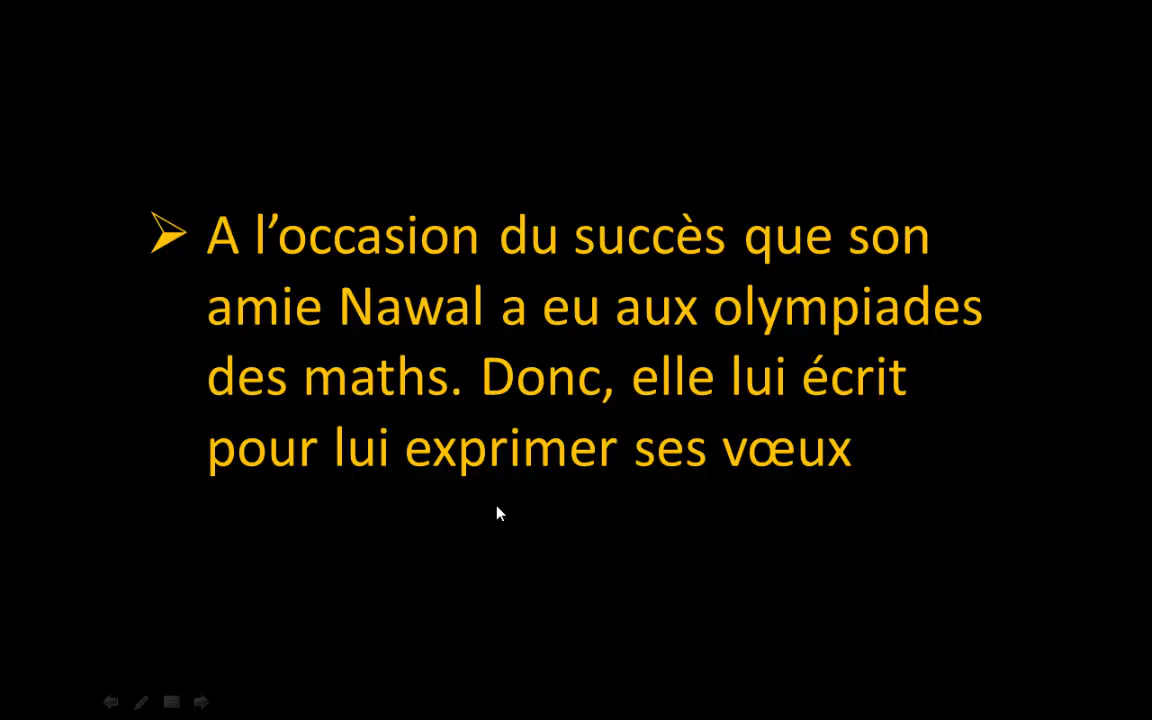 A l’occasion du succès que son
amie Nawal a eu aux olympiades
des maths. Donc, elle lui écrit
pour lui exprimer ses vœux